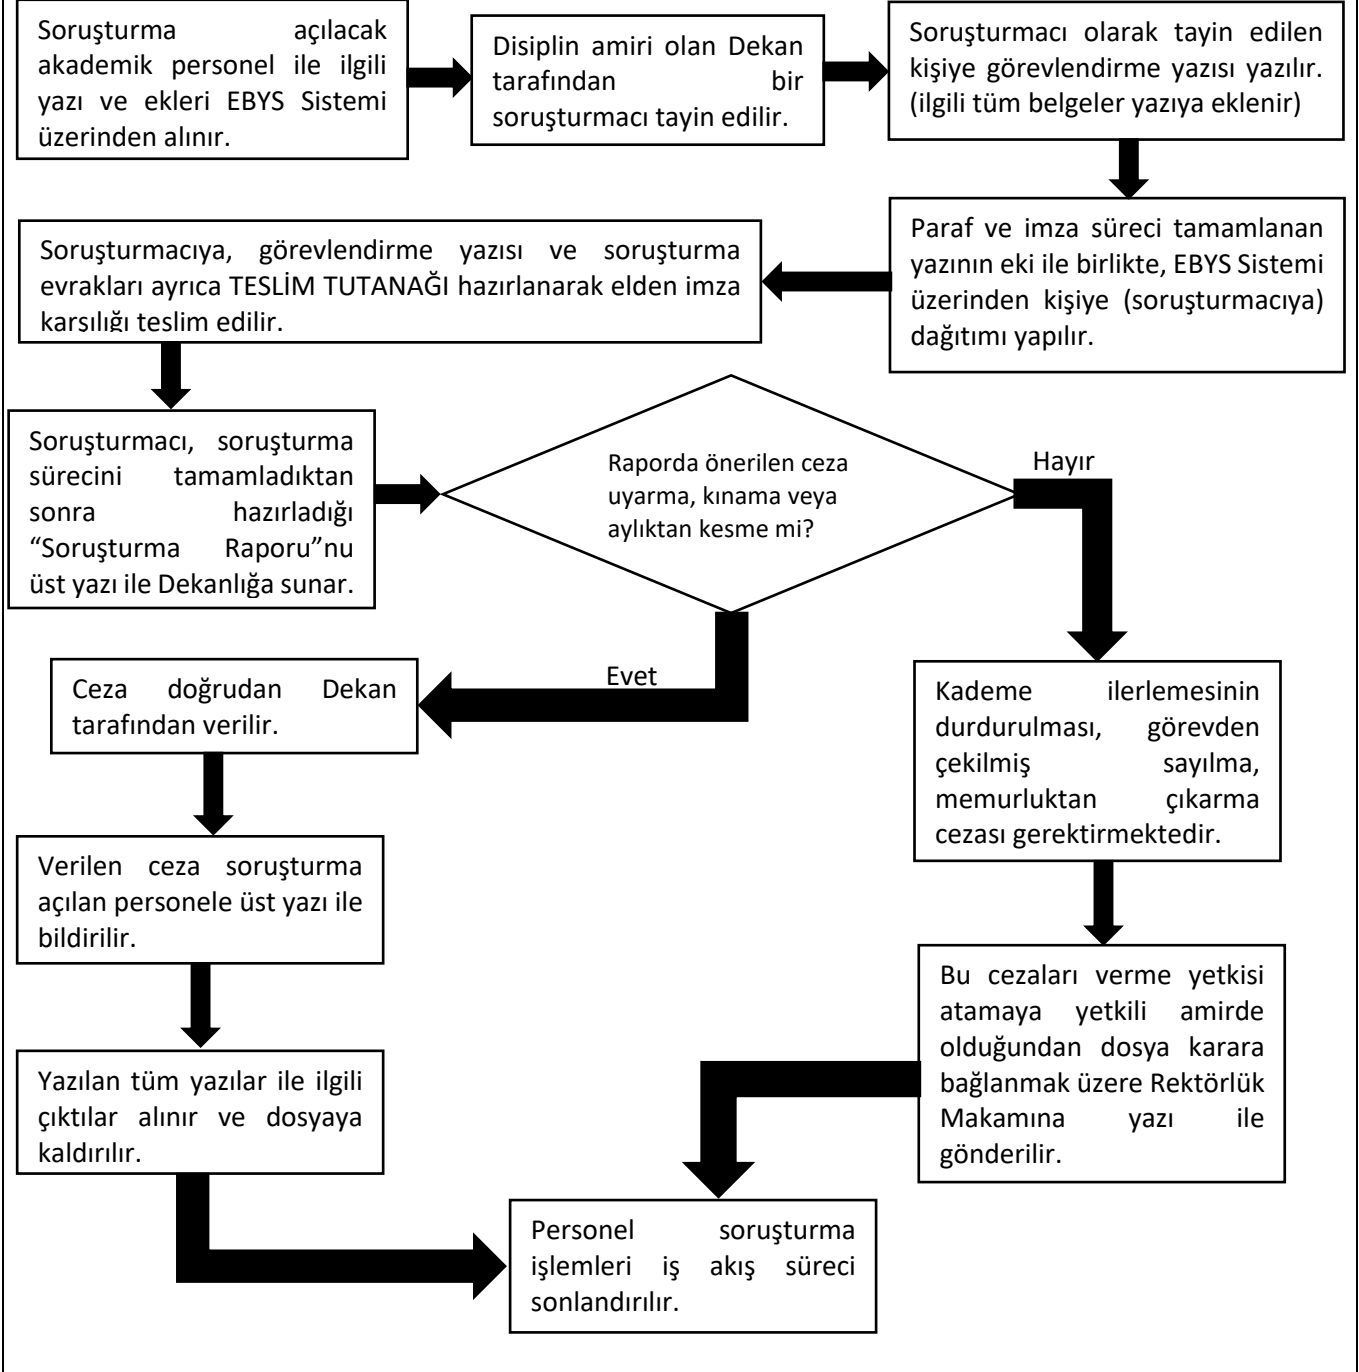 Soruşturma açılacak
akademik personel ile ilgili
yazı ve ekleri EBYS Sistemi
üzerinden alınır.
Disiplin amiri olan Dekan
tarafından bir
soruşturmacı tayin edilir.
Soruşturmacı olarak tayin edilen
kişiye görevlendirme yazısı yazılır.
(ilgili tüm belgeler yazıya eklenir)
Paraf ve imza süreci tamamlanan
yazının eki ile birlikte, EBYS Sistemi
üzerinden kişiye (soruşturmacıya)
dağıtımı yapılır.
Soruşturmacıya, görevlendirme yazısı ve soruşturma
evrakları ayrıca TESLİM TUTANAĞI hazırlanarak elden imza
karşılığı teslim edilir.
Soruşturmacı, soruşturma
sürecini tamamladıktan
sonra hazırladığı
“Soruşturma Raporu”nu
üst yazı ile Dekanlığa sunar.
Raporda önerilen ceza
uyarma, kınama veya
aylıktan kesme mi?
Hayır
Evet
Ceza doğrudan Dekan
tarafından verilir.
Kademe ilerlemesinin
durdurulması, görevden
çekilmiş sayılma,
memurluktan çıkarma
cezası gerektirmektedir.
Verilen ceza soruşturma
açılan personele üst yazı ile
bildirilir.
Bu cezaları verme yetkisi
atamaya yetkili amirde
olduğundan dosya karara
bağlanmak üzere Rektörlük
Makamına yazı ile
gönderilir.
Yazılan tüm yazılar ile ilgili
çıktılar alınır ve dosyaya
kaldırılır.
Personel soruşturma
işlemleri iş akış süreci
sonlandırılır.